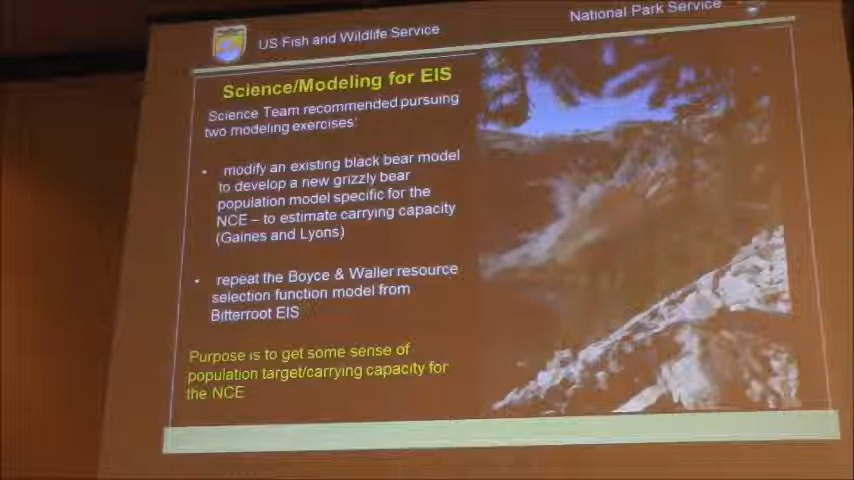 US Fish and Wildlife Service
National Park Service
Science/Modeling for EIS
Science Team recommended pursuing
two modeling exercises:
• modify an existing black bear model
to develop a new grizzly bear
population model specific for the
NCE – to estimate carrying capacity
(Gaines and Lyons)
• repeat the Boyce & Waller resource
selection function model from
Bitterroot EIS
Purpose is to get some sense of
population target/carrying capacity for
the NCE